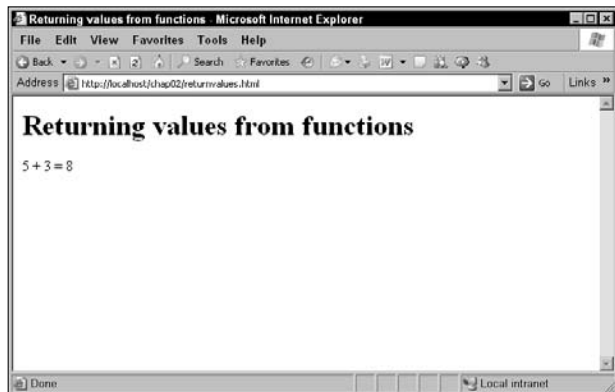 Returning values from functions - Microsoft Internet Explorer
File Edit View Favorites Tools Help
Back Search Favorites
Address http://localhost/chap02/returnvalues.html Go Links »
Returning values from functions
5 + 3 = 8
Done Local intranet